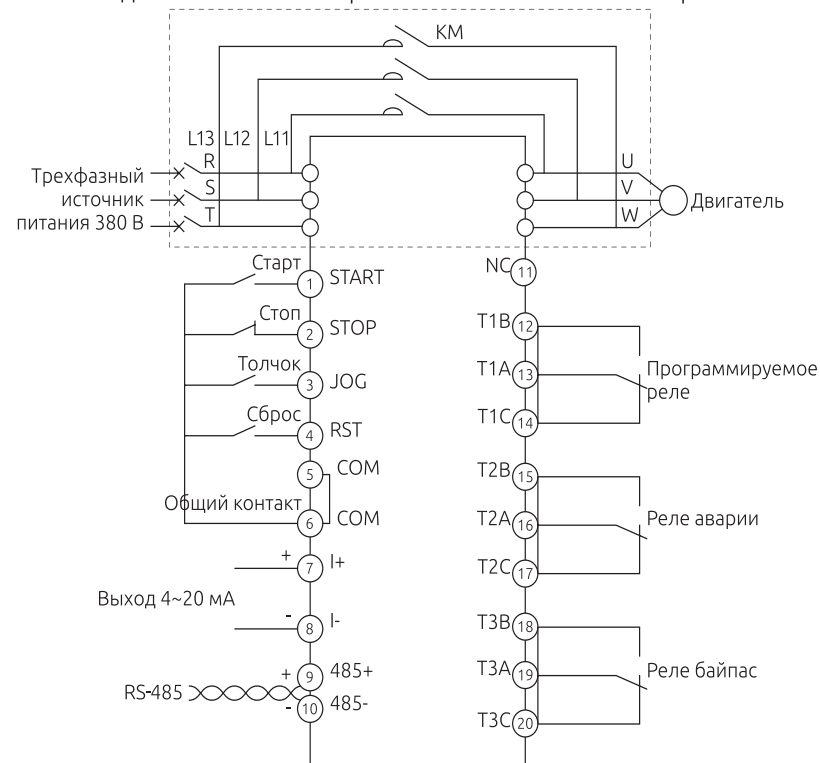 KM
L13 L12 L11
R
S
T
Трехфазный
источник
питания 380 В
U
V
W
Двигатель
Старт
1 START
Стоп
2 STOP
Толчок
3 JOG
Сброс
4 RST
5 COM
Общий контакт
6 COM
+ 7 I+
Выход 4~20 мА
- 8 I-
RS-485
+ 9 485+
- 10 485-
NC 11
T1B 12
T1A 13
T1C 14
Программируемое
реле
T2B 15
T2A 16
T2C 17
Реле аварии
T3B 18
T3A 19
T3C 20
Реле байпас